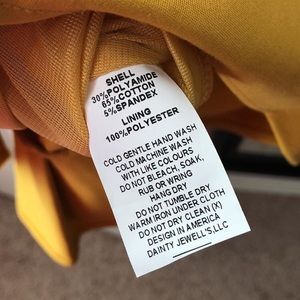 SHELL
30%POLYAMIDE
65%COTTON
5%SPANDEX
LINING
100%POLYESTER
COLD GENTLE HAND WASH
COLD MACHINE WASH
WITH LIKE COLOURS
DO NOT BLEACH, SOAK,
RUB OR WRING
HANG DRY
DO NOT TUMBLE DRY
WARM IRON UNDER CLOTH
DO NOT DRY CLEAN (X)
DESIGN IN AMERICA
DAINTY JEWELL'S,LLC